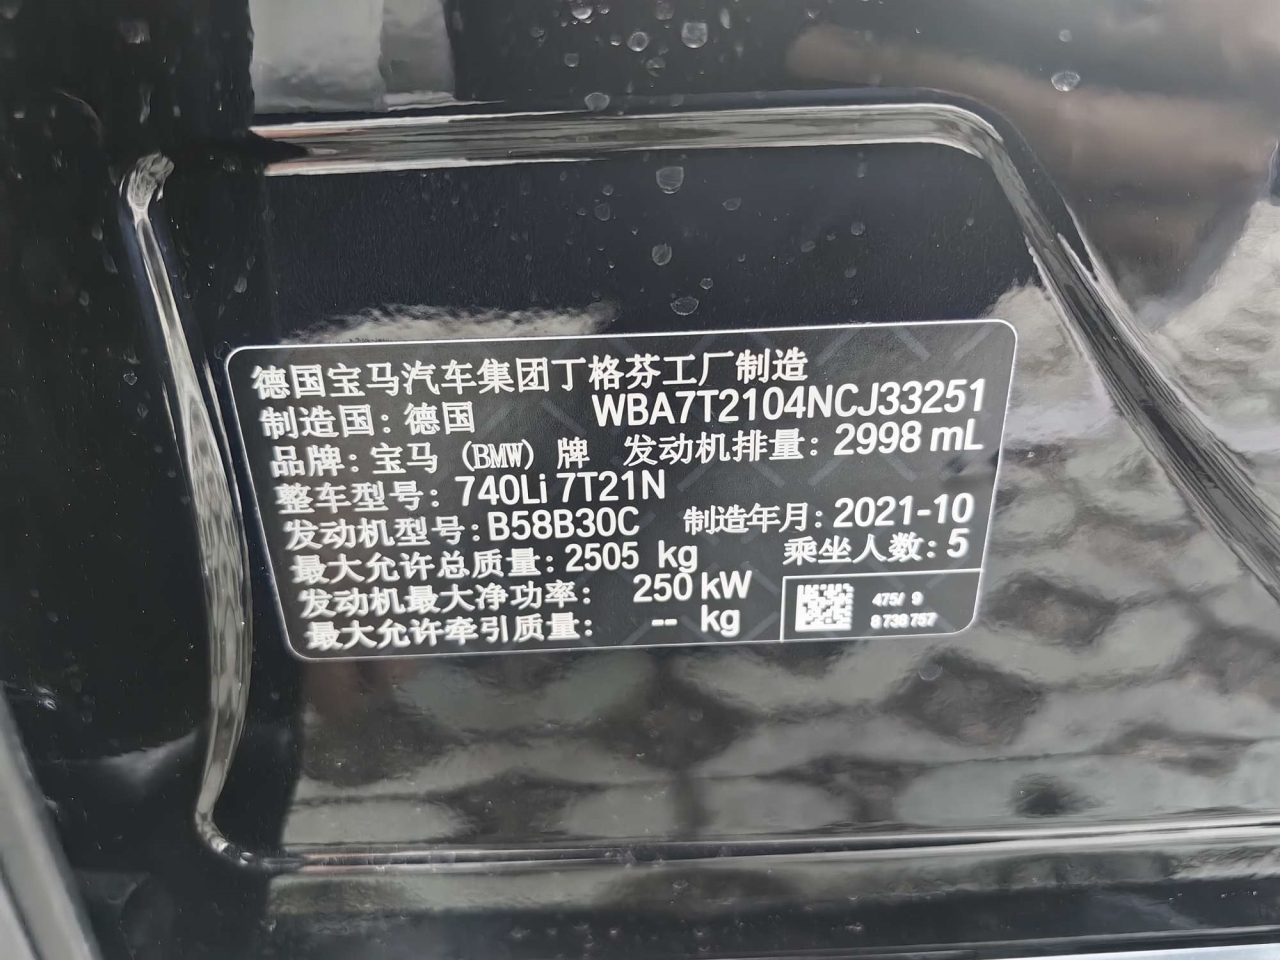 德国宝马汽车集团丁格芬工厂制造
制造国：德国 WBA7T2104NCJ33251
品牌：宝马 (BMW) 牌 发动机排量：2998 mL
整车型号：740Li 7T21N
发动机型号：B58B30C 制造年月：2021-10
最大允许总质量：2505 kg 乘坐人数：5
发动机最大净功率： 250 kW
最大允许牵引质量： -- kg
475/ 9
8738757